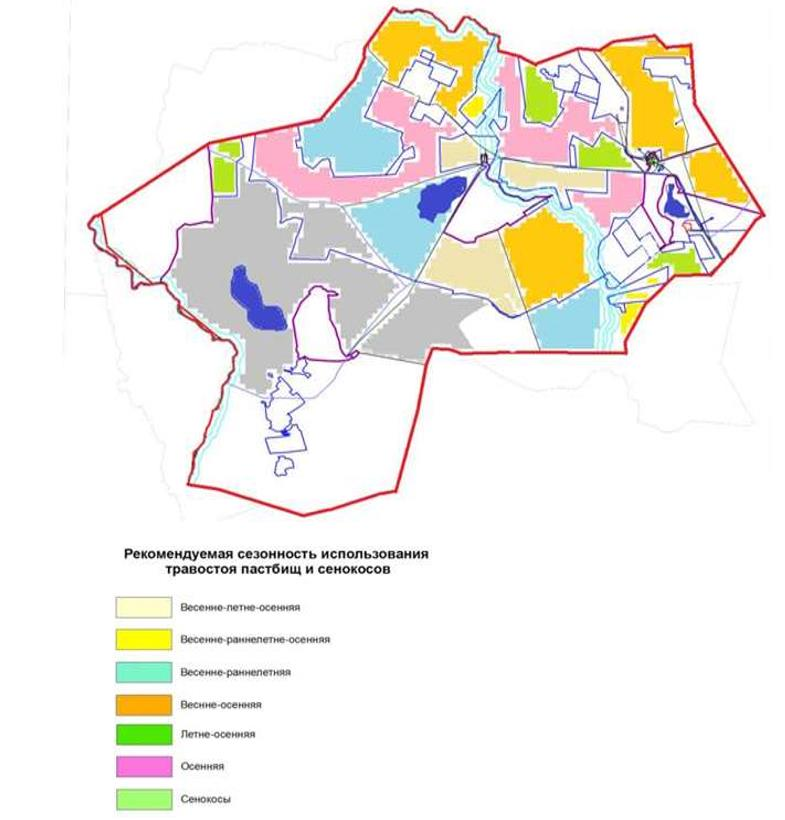 Рекомендуемая сезонность использования
травостоя пастбищ и сенокосов
Весенне-летне-осенняя
Весенне-раннелетне-осенняя
Весенне-раннелетняя
Веснне-осенняя
Летне-осенняя
Осенняя
Сенокосы